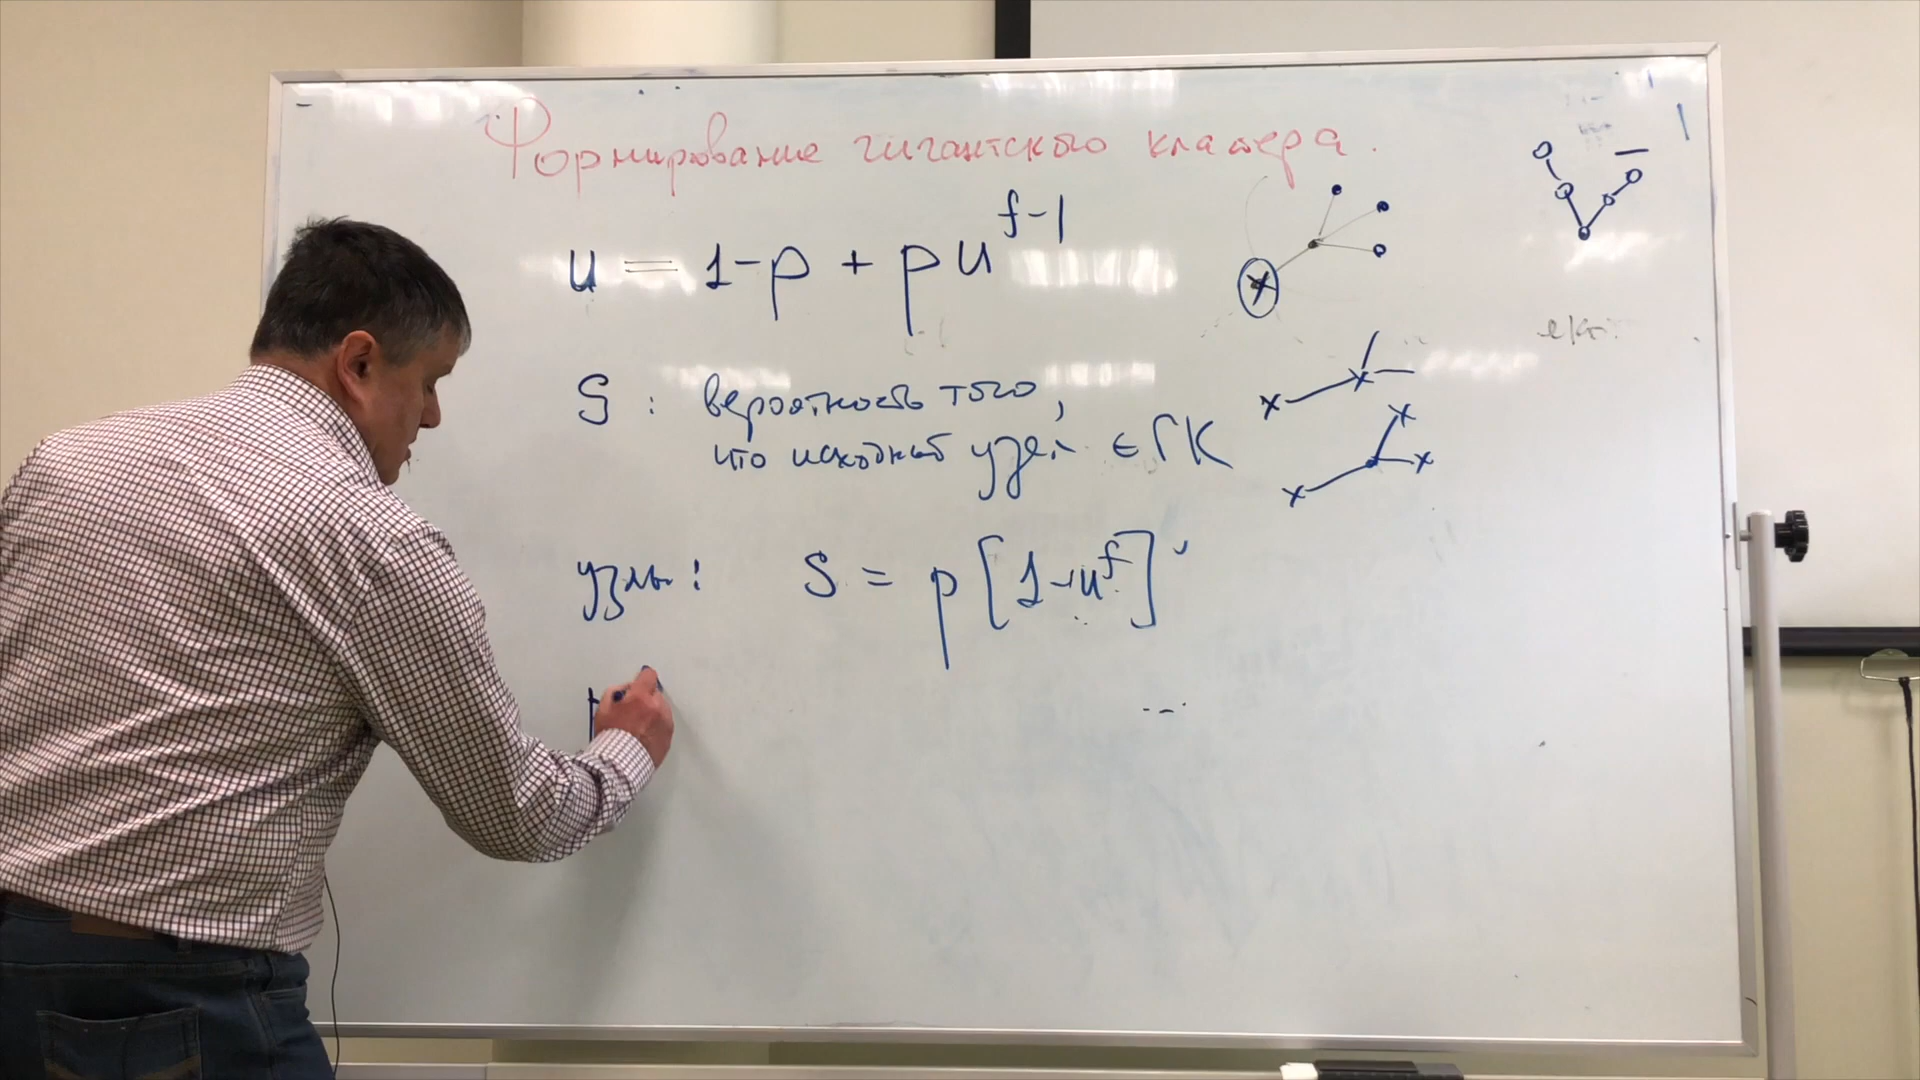 Формирование гигантского кластера.
u = 1-p + pu^{f-1}
S : вероятность того,
что исходный узел ∈ ГК
узлы: S = p[1-u^f]